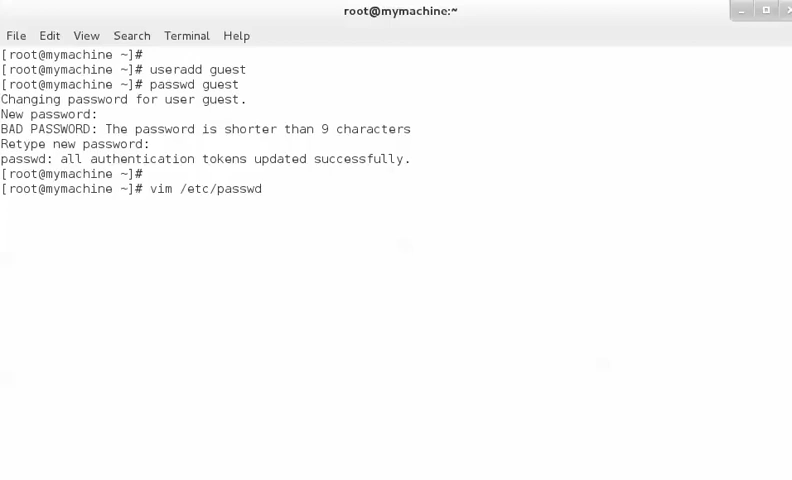 root@mymachine:~
File Edit View Search Terminal Help
[root@mymachine ~]#
[root@mymachine ~]# useradd guest
[root@mymachine ~]# passwd guest
Changing password for user guest.
New password:
BAD PASSWORD: The password is shorter than 9 characters
Retype new password:
passwd: all authentication tokens updated successfully.
[root@mymachine ~]#
[root@mymachine ~]# vim /etc/passwd